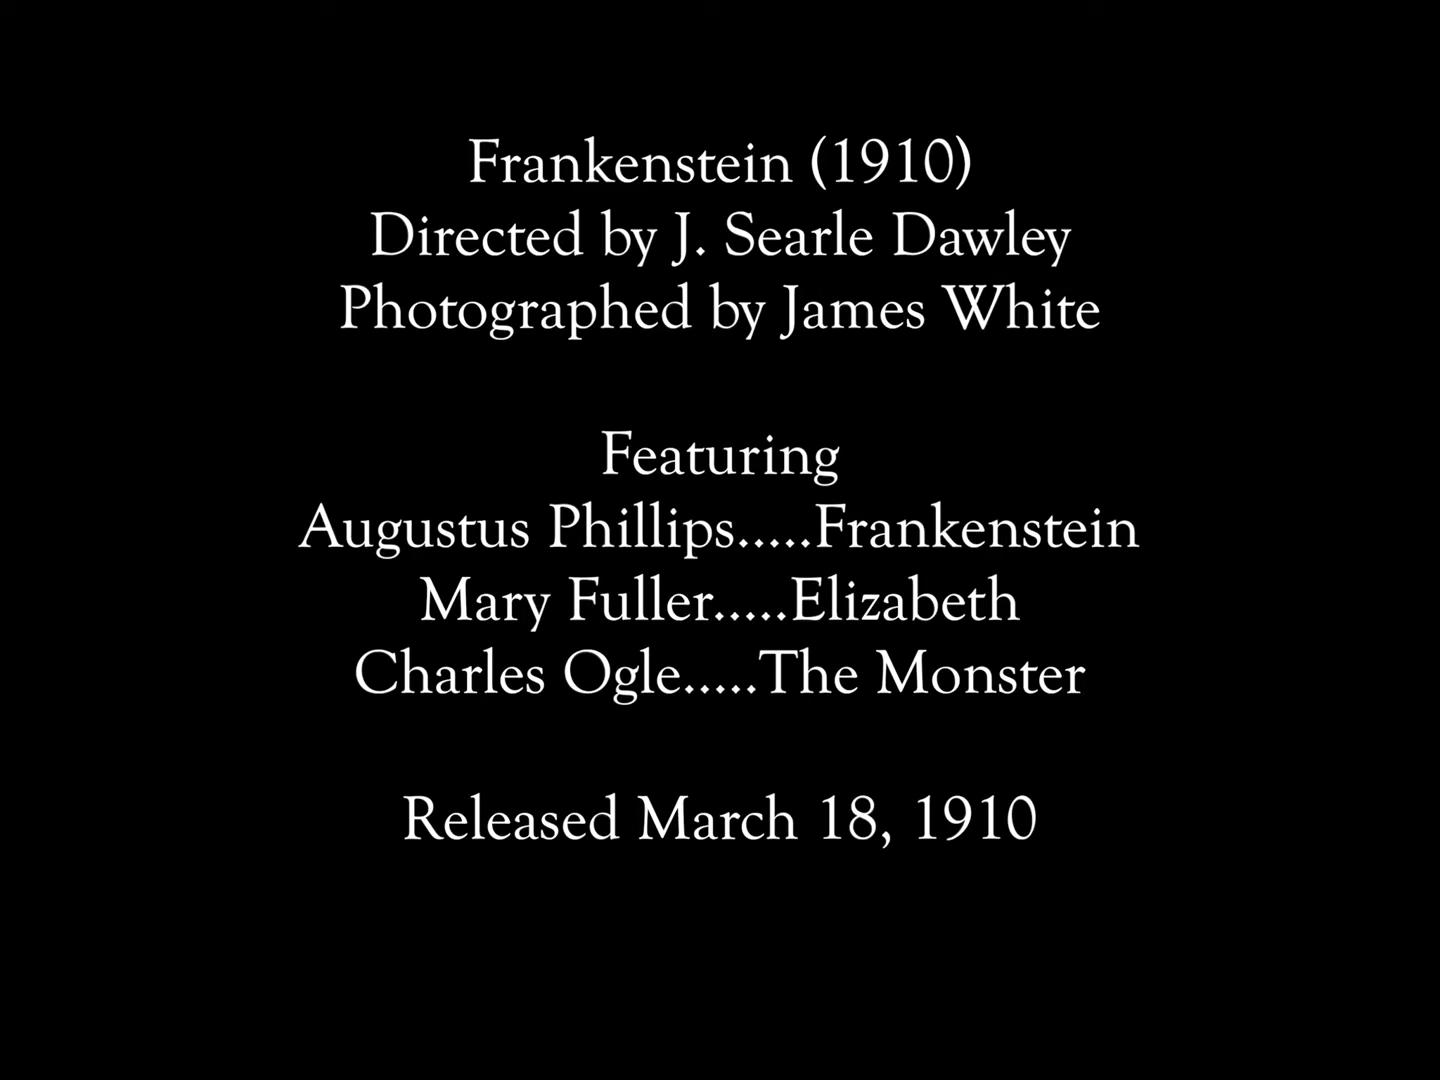 Frankenstein (1910)
Directed by J. Searle Dawley
Photographed by James White
Featuring
Augustus Phillips.....Frankenstein
Mary Fuller.....Elizabeth
Charles Ogle.....The Monster
Released March 18, 1910